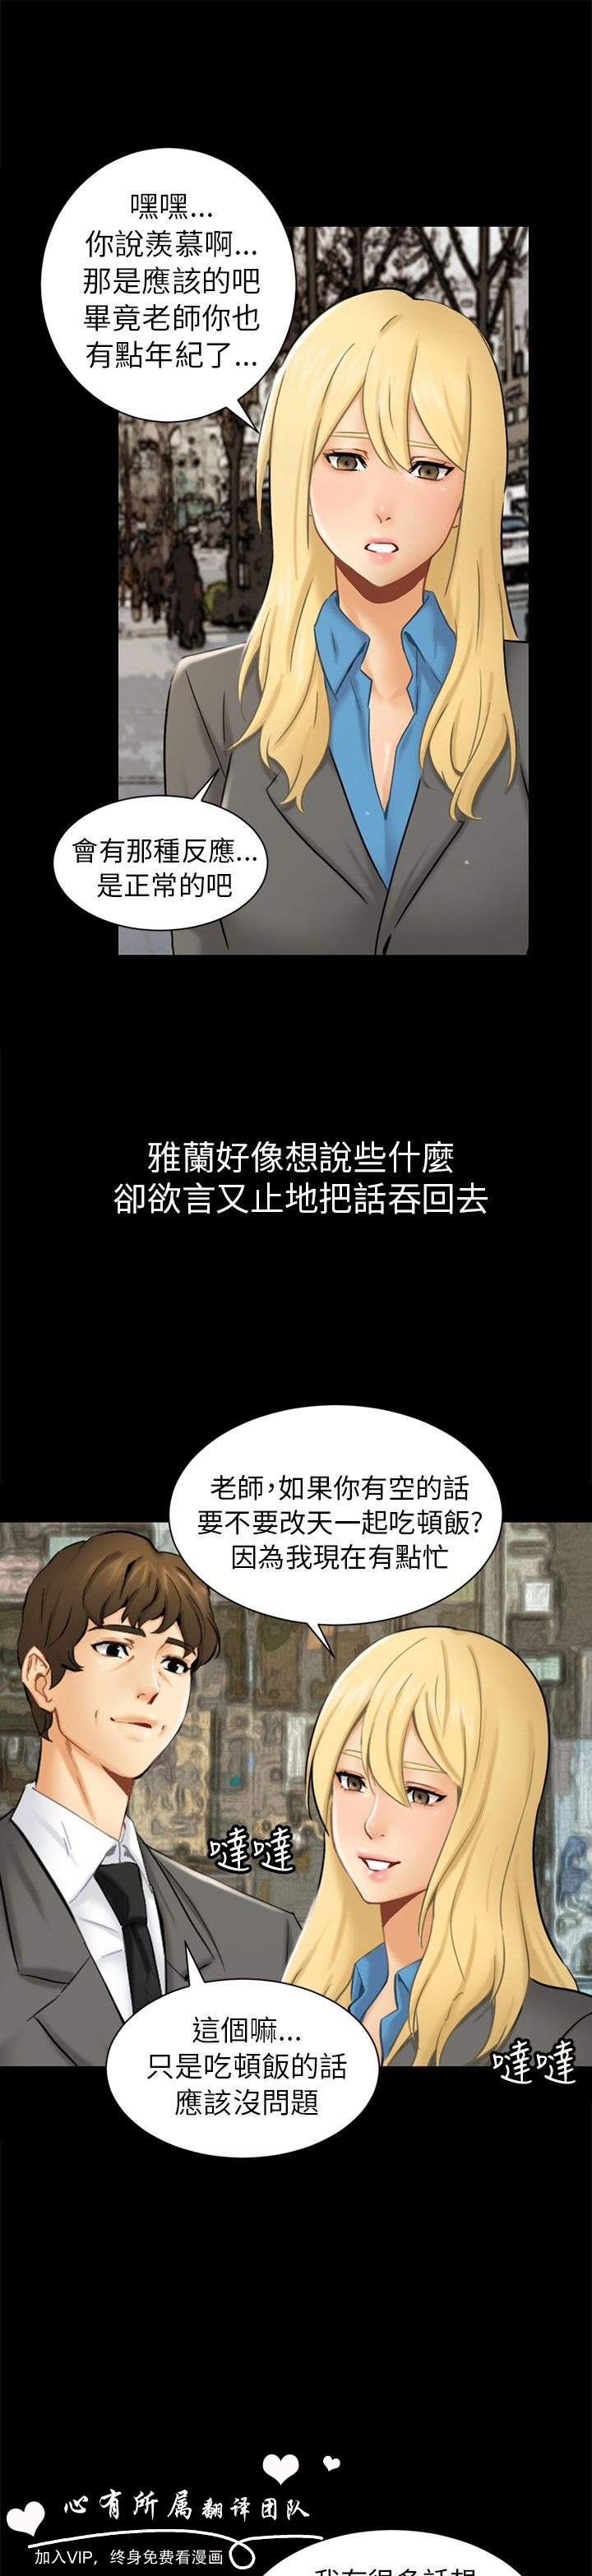 嘿嘿…
你說羨慕啊…
那是應該的吧
畢竟老師你也
有點年紀了…
會有那種反應…
是正常的吧
雅蘭好像想說些什麼
卻欲言又止地把話吞回去
老師，如果你有空的話
要不要改天一起吃頓飯?
因為我現在有點忙
噠噠
這個嘛…
只是吃頓飯的話
應該沒問題
噠噠
心有所属翻译团队
加入VIP，终身免费看漫画